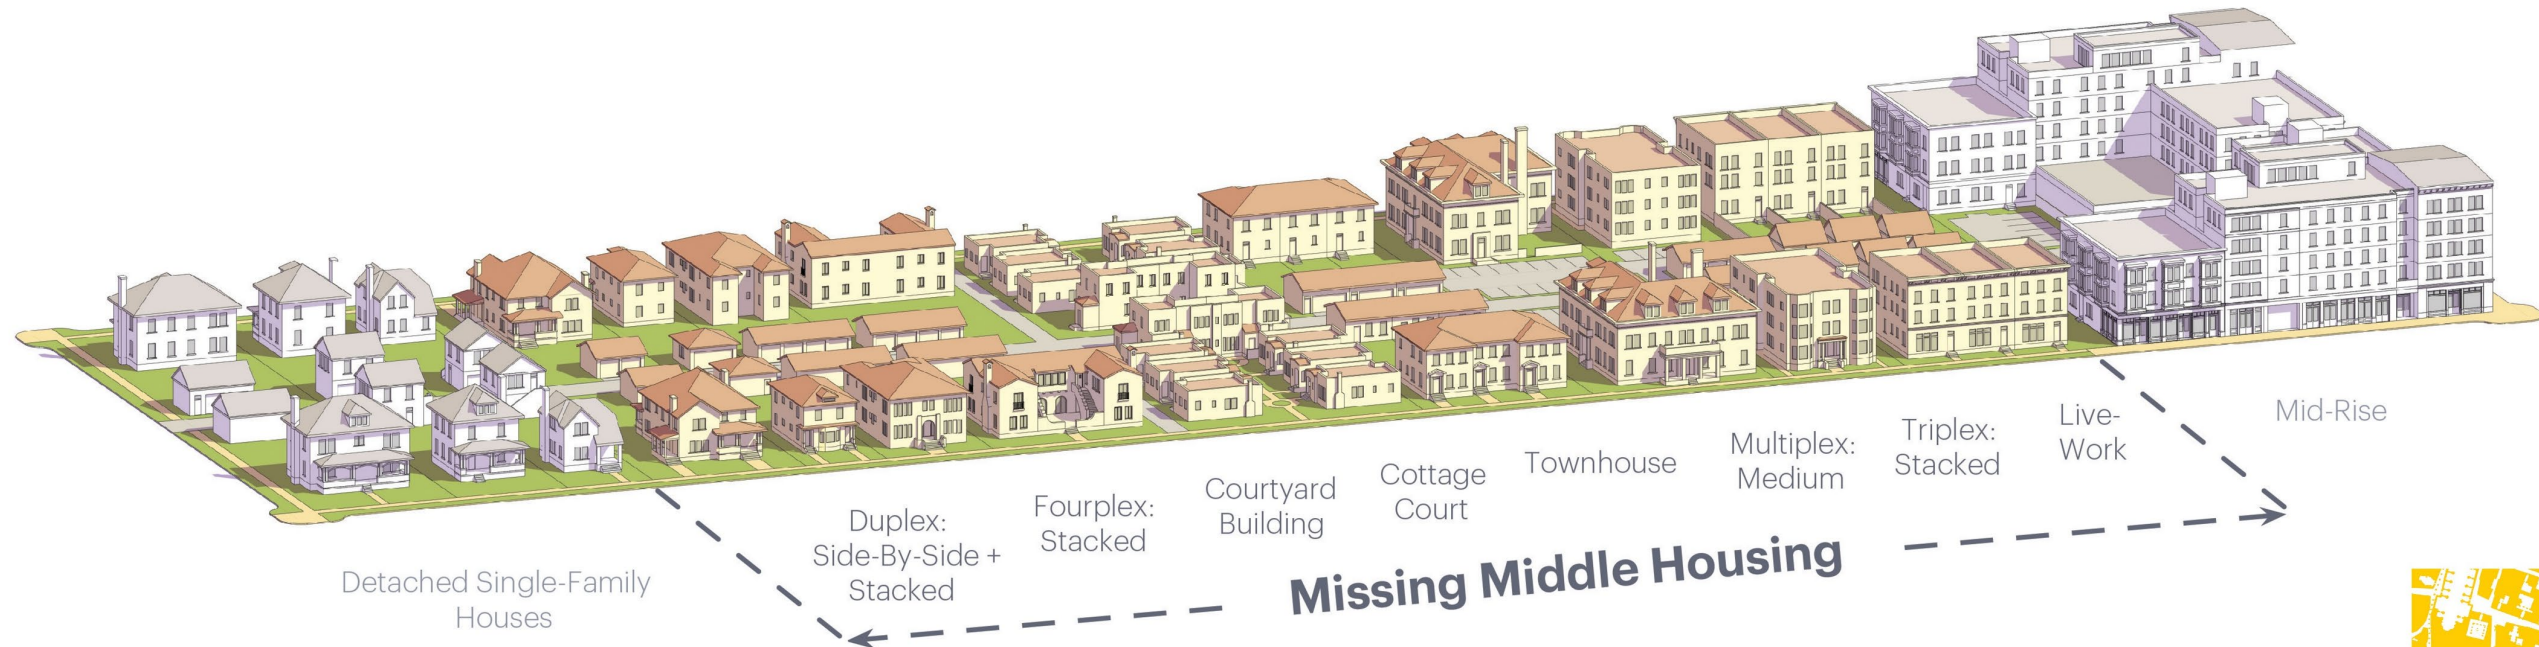 Detached Single-Family
Houses
Duplex:
Side-By-Side +
Stacked
Fourplex:
Stacked
Courtyard
Building
Cottage
Court
Townhouse
Multiplex:
Medium
Triplex:
Stacked
Live-
Work
Mid-Rise
Missing Middle Housing